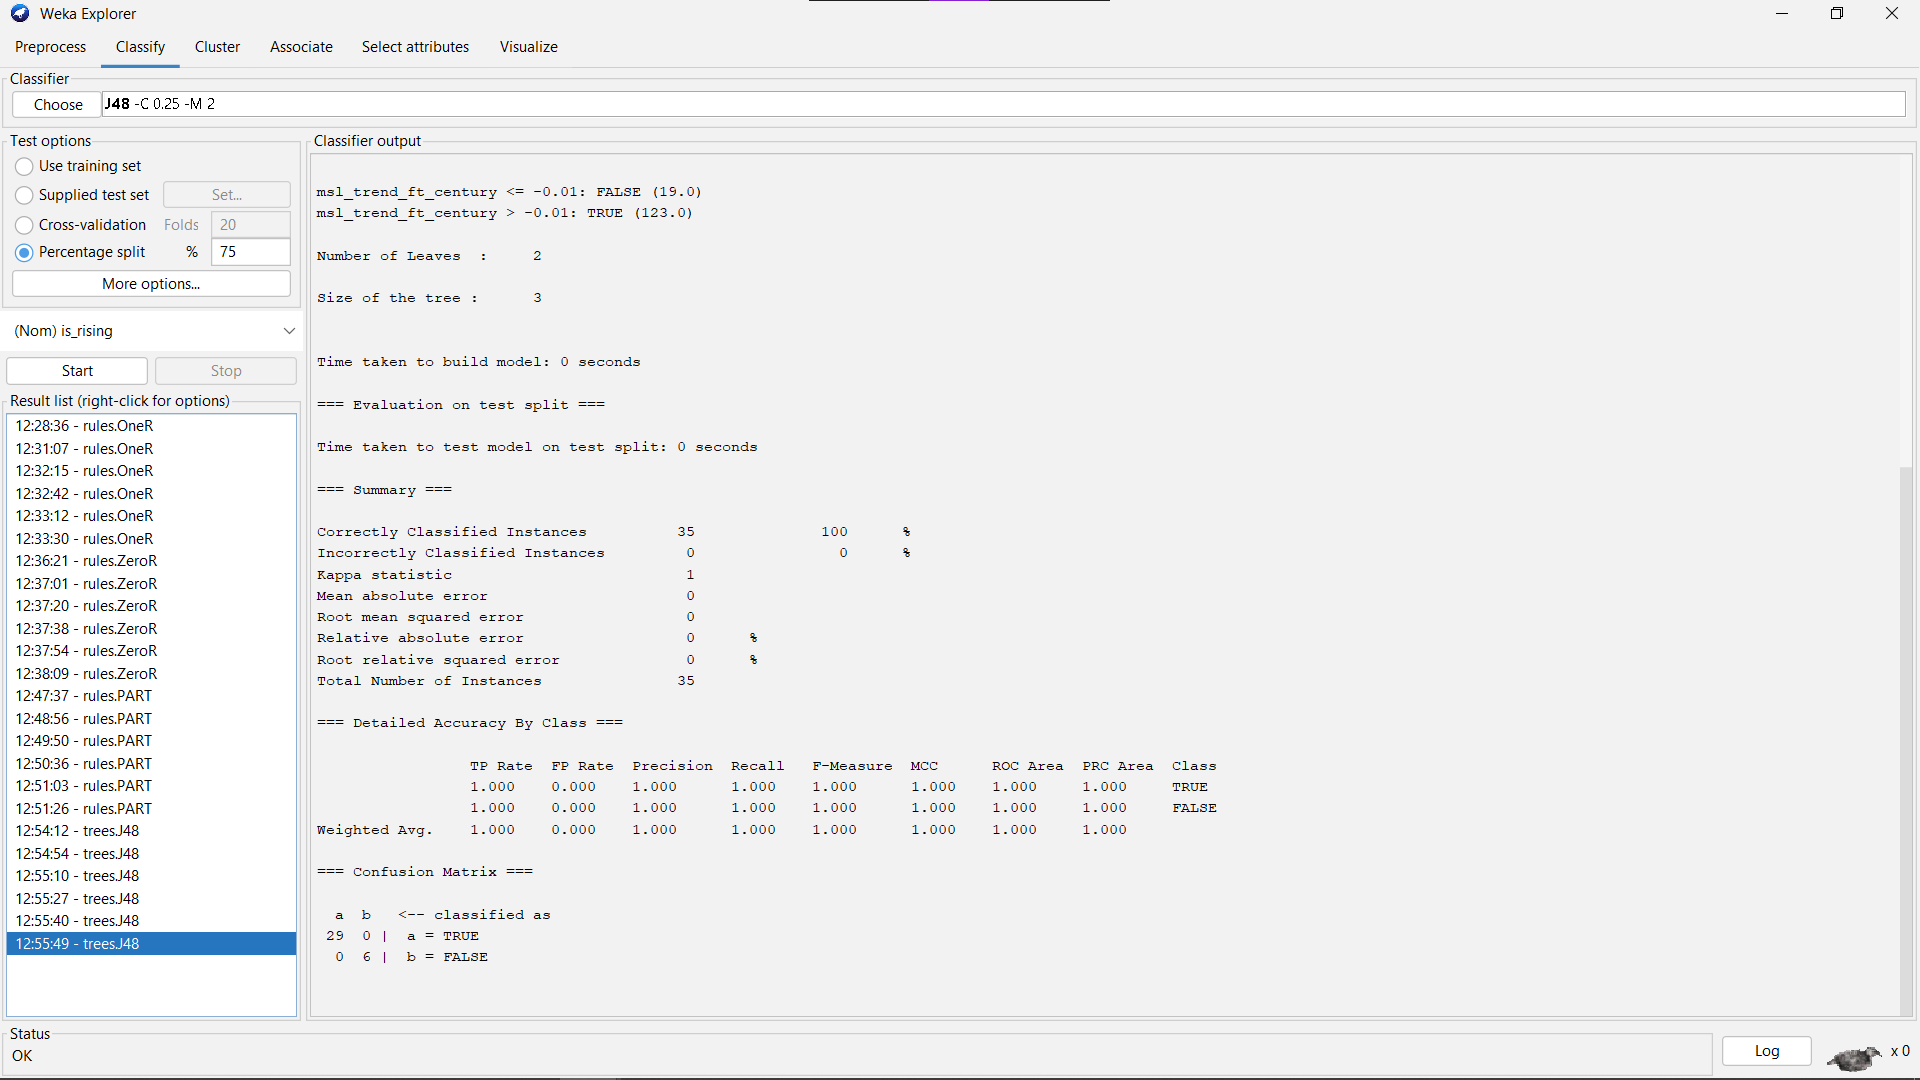 Weka Explorer
Preprocess Classify Cluster Associate Select attributes Visualize
Classifier
Choose J48 -C 0.25 -M 2
Test options
Use training set
Supplied test set Set...
Cross-validation Folds 20
Percentage split % 75
More options...
(Nom) is_rising
Start Stop
Result list (right-click for options)
12:28:36 - rules.OneR
12:31:07 - rules.OneR
12:32:15 - rules.OneR
12:32:42 - rules.OneR
12:33:12 - rules.OneR
12:33:30 - rules.OneR
12:36:21 - rules.ZeroR
12:37:01 - rules.ZeroR
12:37:20 - rules.ZeroR
12:37:38 - rules.ZeroR
12:37:54 - rules.ZeroR
12:38:09 - rules.ZeroR
12:47:37 - rules.PART
12:48:56 - rules.PART
12:49:50 - rules.PART
12:50:36 - rules.PART
12:51:03 - rules.PART
12:51:26 - rules.PART
12:54:12 - trees.J48
12:54:54 - trees.J48
12:55:10 - trees.J48
12:55:27 - trees.J48
12:55:40 - trees.J48
12:55:49 - trees.J48
Classifier output
msl_trend_ft_century <= -0.01: FALSE (19.0)
msl_trend_ft_century > -0.01: TRUE (123.0)
Number of Leaves : 2
Size of the tree : 3
Time taken to build model: 0 seconds
=== Evaluation on test split ===
Time taken to test model on test split: 0 seconds
=== Summary ===
Correctly Classified Instances 35 100 %
Incorrectly Classified Instances 0 0 %
Kappa statistic 1
Mean absolute error 0
Root mean squared error 0
Relative absolute error 0 %
Root relative squared error 0 %
Total Number of Instances 35
=== Detailed Accuracy By Class ===
TP Rate FP Rate Precision Recall F-Measure MCC ROC Area PRC Area Class
1.000 0.000 1.000 1.000 1.000 1.000 1.000 1.000 TRUE
1.000 0.000 1.000 1.000 1.000 1.000 1.000 1.000 FALSE
Weighted Avg. 1.000 0.000 1.000 1.000 1.000 1.000 1.000 1.000
=== Confusion Matrix ===
a b <-- classified as
29 0 | a = TRUE
0 6 | b = FALSE
Status
OK
Log x 0